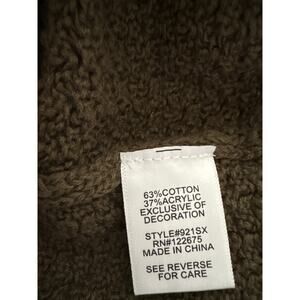 63%COTTON
37%ACRYLIC
EXCLUSIVE OF
DECORATION
STYLE#921SX
RN#122675
MADE IN CHINA
SEE REVERSE
FOR CARE